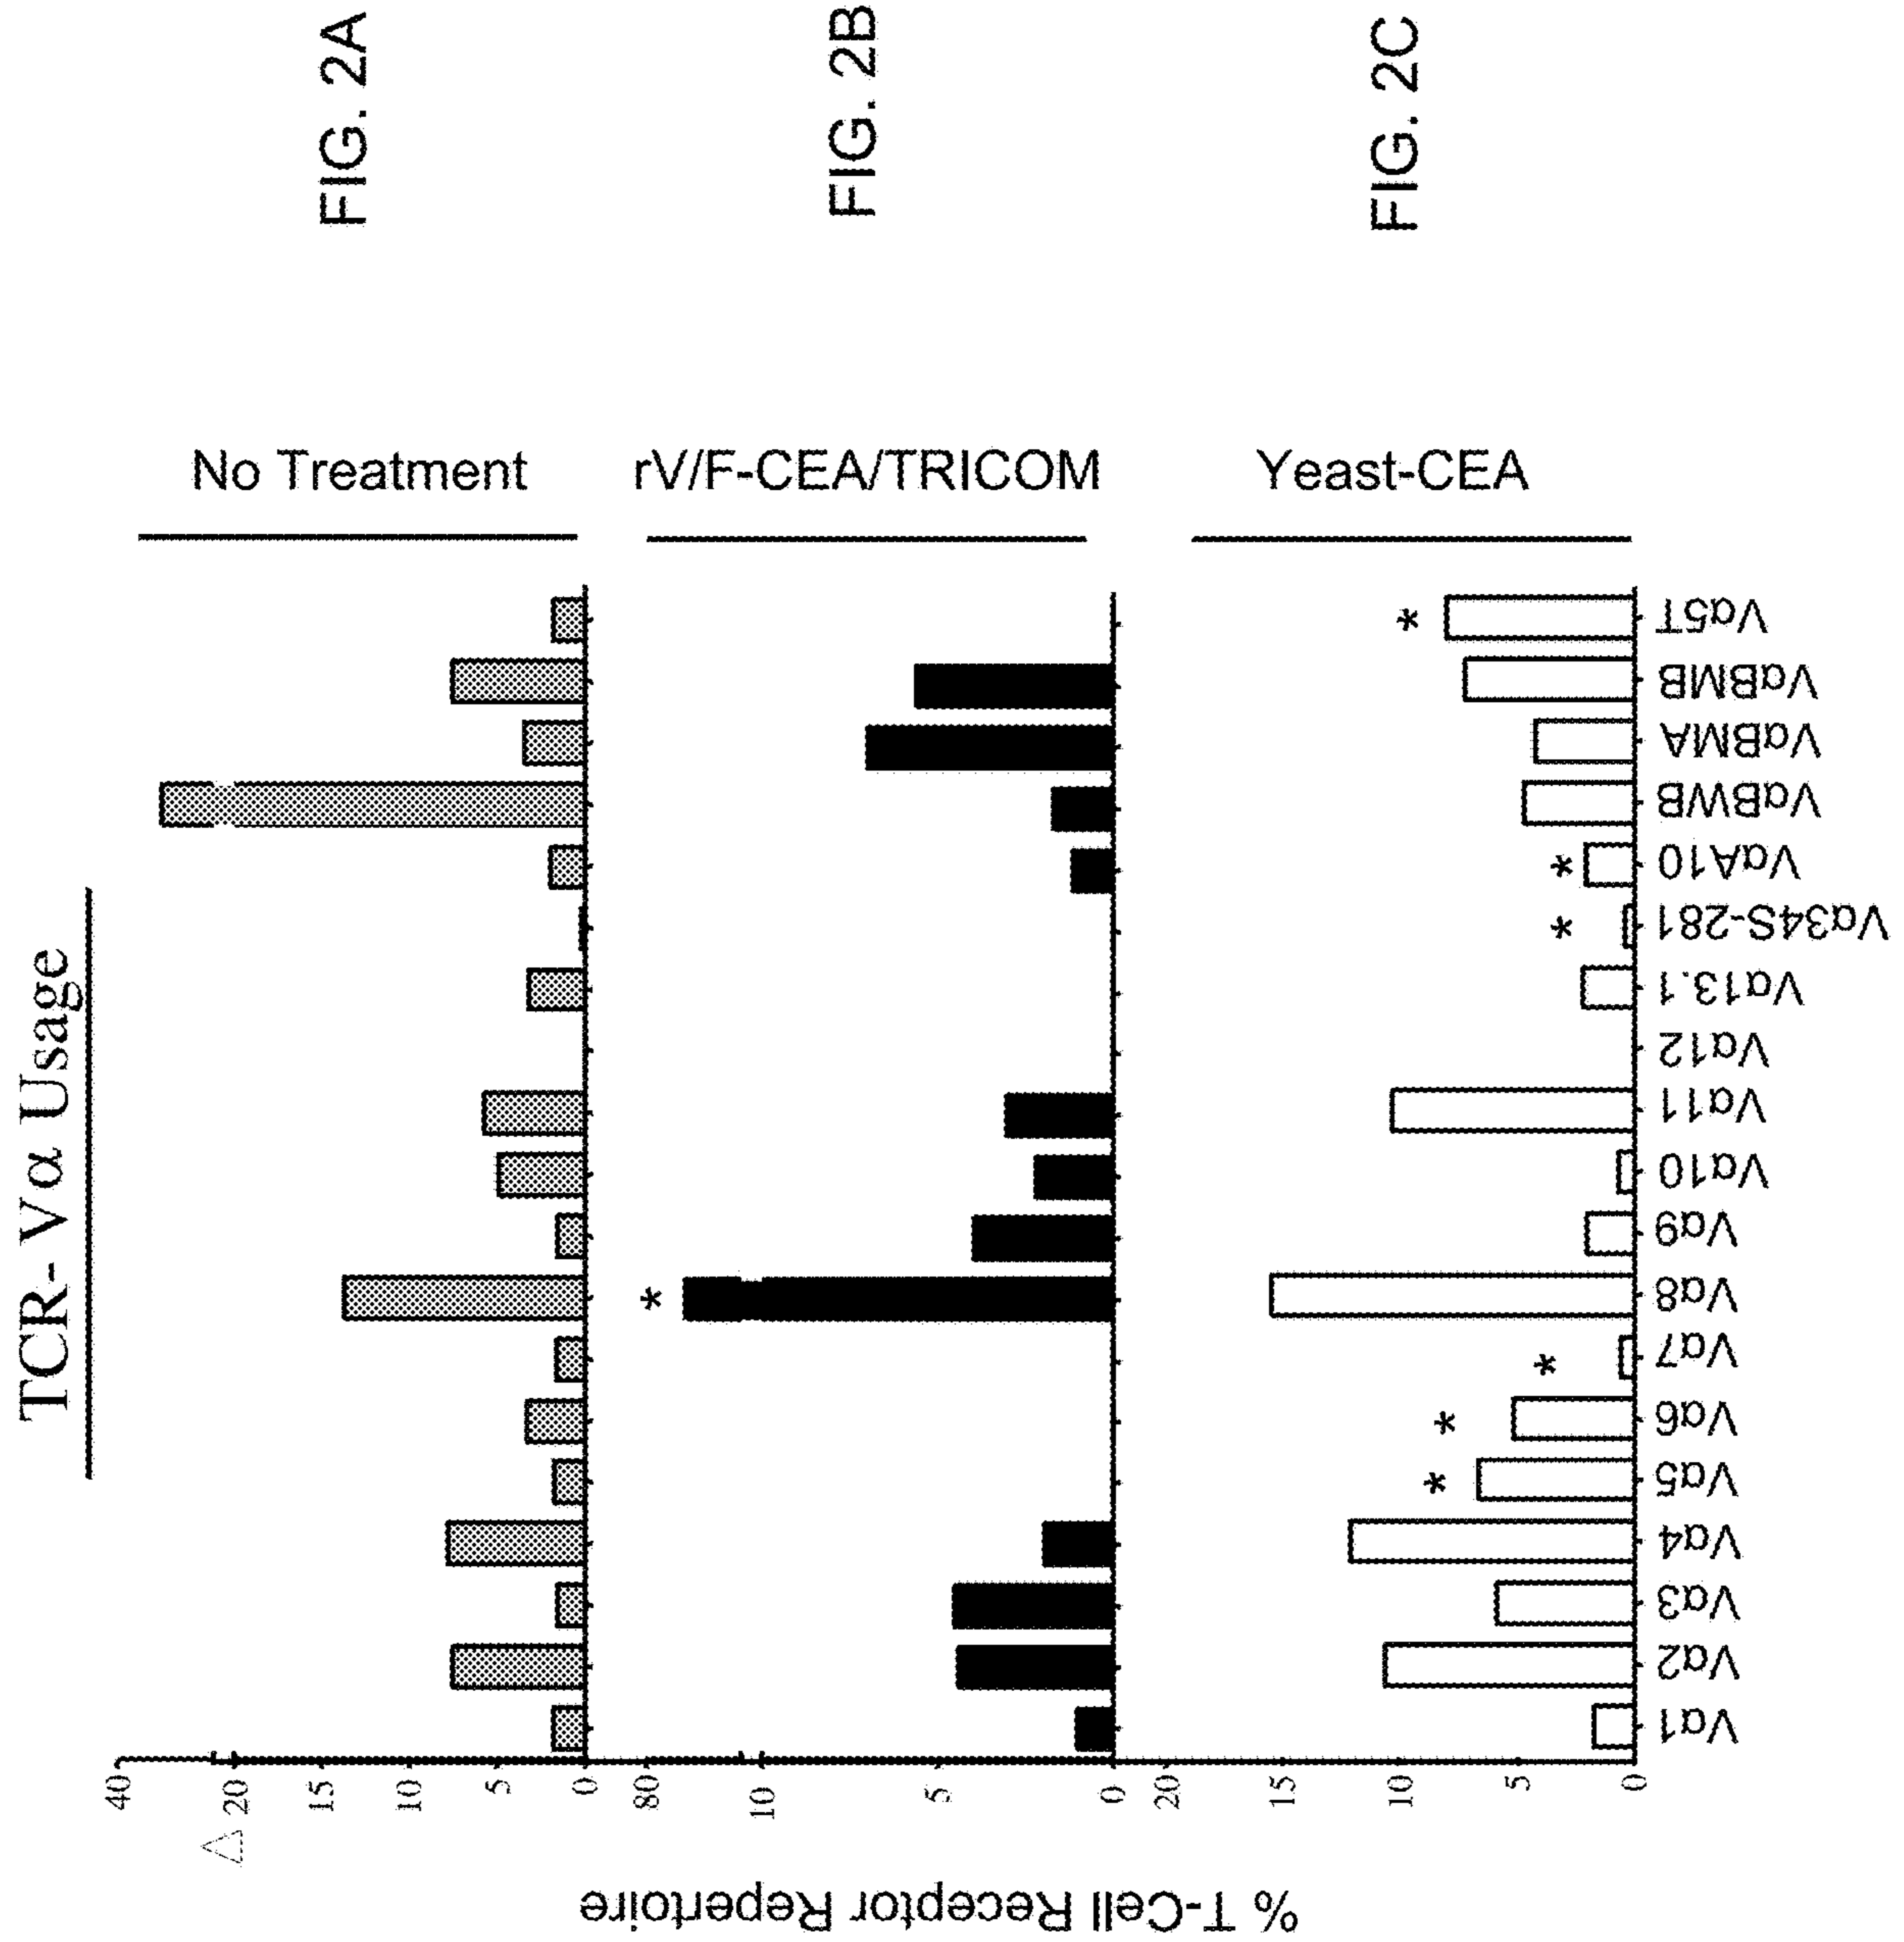 TCR- Vα Usage
% T-Cell Receptor Repertoire
No Treatment
FIG. 2A
40
20
15
10
5
0
rV/F-CEA/TRICOM
FIG. 2B
80
10
5
0
*
Yeast-CEA
FIG. 2C
20
15
10
5
0
* * * * * *
Vα1
Vα2
Vα3
Vα4
Vα5
Vα6
Vα7
Vα8
Vα9
Vα10
Vα11
Vα12
Vα13.1
Vα34S-281
VαA10
VαBWB
VαBMA
VαBMB
Vα5T